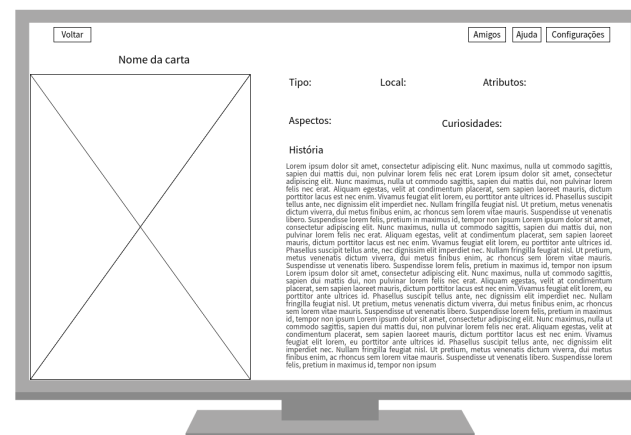 Voltar
Amigos
Ajuda
Configurações
Nome da carta
Tipo:
Local:
Atributos:
Aspectos:
Curiosidades:
História
Lorem ipsum dolor sit amet, consectetur adipiscing elit. Nunc maximus, nulla ut commodo sagittis,
sapien dui mattis dui, non pulvinar lorem felis nec erat Lorem ipsum dolor sit amet, consectetur
adipiscing elit. Nunc maximus, nulla ut commodo sagittis, sapien dui mattis dui, non pulvinar lorem
felis nec erat. Aliquam egestas, velit at condimentum placerat, sem sapien laoreet mauris, dictum
porttitor lacus est nec enim. Vivamus feugiat elit lorem, eu porttitor ante ultrices id. Phasellus suscipit
tellus ante, nec dignissim elit imperdiet nec. Nullam fringilla feugiat nisl. Ut pretium, metus venenatis
dictum viverra, dui metus finibus enim, ac rhoncus sem lorem vitae mauris. Suspendisse ut venenatis
libero. Suspendisse lorem felis, pretium in maximus id, tempor non ipsum Lorem ipsum dolor sit amet,
consectetur adipiscing elit. Nunc maximus, nulla ut commodo sagittis, sapien dui mattis dui, non
pulvinar lorem felis nec erat. Aliquam egestas, velit at condimentum placerat, sem sapien laoreet
mauris, dictum porttitor lacus est nec enim. Vivamus feugiat elit lorem, eu porttitor ante ultrices id.
Phasellus suscipit tellus ante, nec dignissim elit imperdiet nec. Nullam fringilla feugiat nisl. Ut pretium,
metus venenatis dictum viverra, dui metus finibus enim, ac rhoncus sem lorem vitae mauris.
Suspendisse ut venenatis libero. Suspendisse lorem felis, pretium in maximus id, tempor non ipsum
Lorem ipsum dolor sit amet, consectetur adipiscing elit. Nunc maximus, nulla ut commodo sagittis,
sapien dui mattis dui, non pulvinar lorem felis nec erat. Aliquam egestas, velit at condimentum
placerat, sem sapien laoreet mauris, dictum porttitor lacus est nec enim. Vivamus feugiat elit lorem, eu
porttitor ante ultrices id. Phasellus suscipit tellus ante, nec dignissim elit imperdiet nec. Nullam
fringilla feugiat nisl. Ut pretium, metus venenatis dictum viverra, dui metus finibus enim, ac rhoncus
sem lorem vitae mauris. Suspendisse ut venenatis libero. Suspendisse lorem felis, pretium in maximus
id, tempor non ipsum Lorem ipsum dolor sit amet, consectetur adipiscing elit. Nunc maximus, nulla ut
commodo sagittis, sapien dui mattis dui, non pulvinar lorem felis nec erat. Aliquam egestas, velit at
condimentum placerat, sem sapien laoreet mauris, dictum porttitor lacus est nec enim. Vivamus
feugiat elit lorem, eu porttitor ante ultrices id. Phasellus suscipit tellus ante, nec dignissim elit
imperdiet nec. Nullam fringilla feugiat nisl. Ut pretium, metus venenatis dictum viverra, dui metus
finibus enim, ac rhoncus sem lorem vitae mauris. Suspendisse ut venenatis libero. Suspendisse lorem
felis, pretium in maximus id, tempor non ipsum